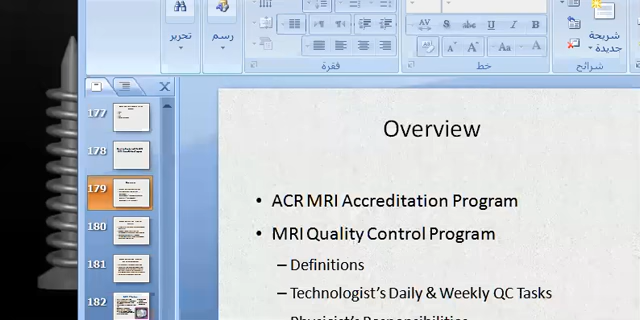 تحرير
رسم
فقرة
خط
شريحة
جديدة
شرائح
177
178
179
180
181
182
Overview
• ACR MRI Accreditation Program
• MRI Quality Control Program
– Definitions
– Technologist's Daily & Weekly QC Tasks
– Physicist's Responsibilities